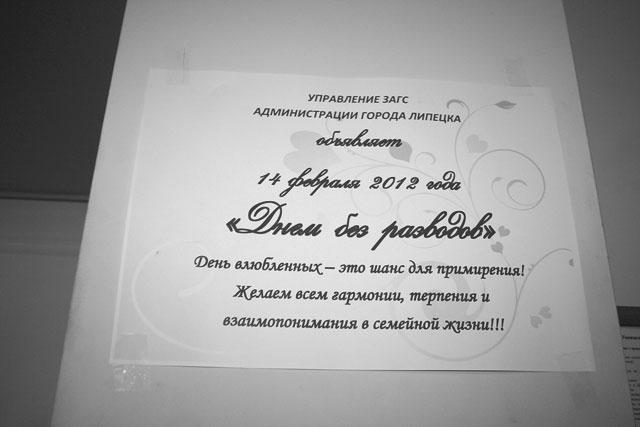 УПРАВЛЕНИЕ ЗАГС
АДМИНИСТРАЦИИ ГОРОДА ЛИПЕЦКА
объявляет
14 февраля 2012 года
«Днем без разводов»
День влюбленных – это шанс для примирения!
Желаем всем гармонии, терпения и
взаимопонимания в семейной жизни!!!